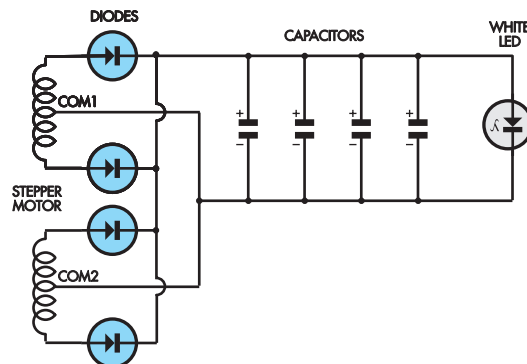 DIODES
CAPACITORS
WHITE
LED
COM1
+
+
+
+
–
–
–
–
STEPPER
MOTOR
COM2